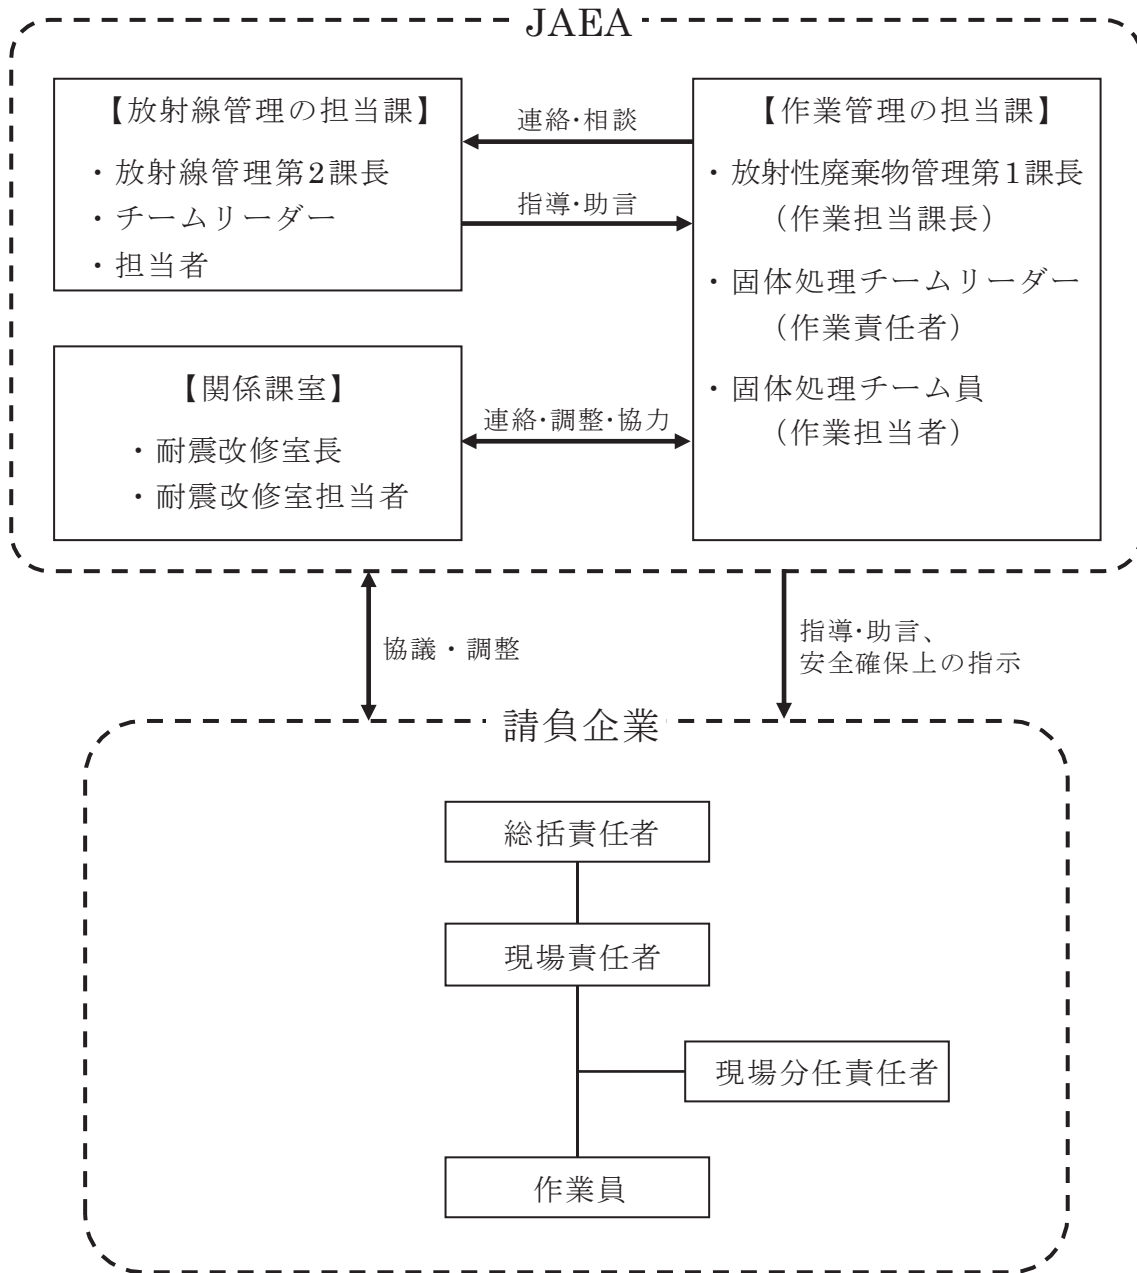 JAEA
【放射線管理の担当課】
・放射線管理第2課長
・チームリーダー
・担当者
連絡・相談
指導・助言
【作業管理の担当課】
・放射性廃棄物管理第1課長
（作業担当課長）
・固体処理チームリーダー
（作業責任者）
・固体処理チーム員
（作業担当者）
【関係課室】
・耐震改修室長
・耐震改修室担当者
連絡・調整・協力
協議・調整
指導・助言、
安全確保上の指示
請負企業
総括責任者
現場責任者
現場分任責任者
作業員